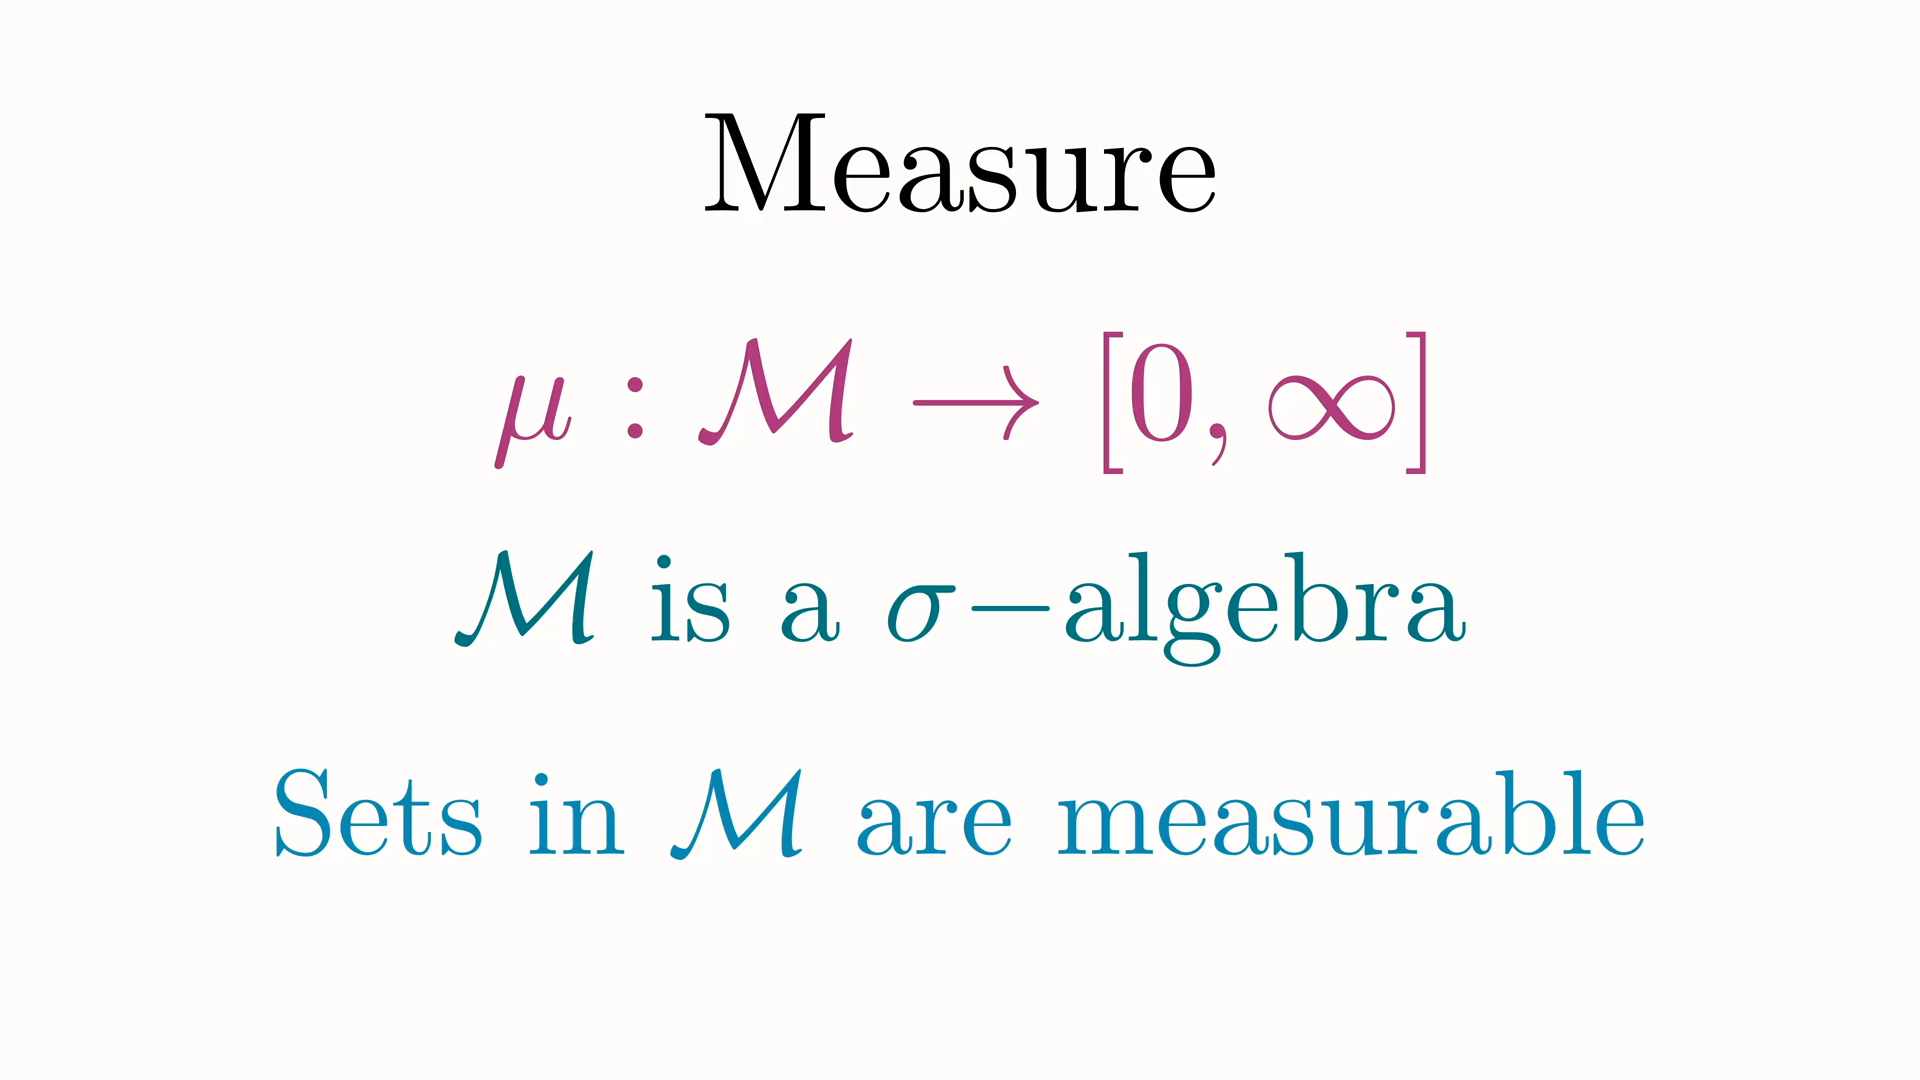 Measure
μ : ℳ → [0, ∞]
ℳ is a σ−algebra
Sets in ℳ are measurable